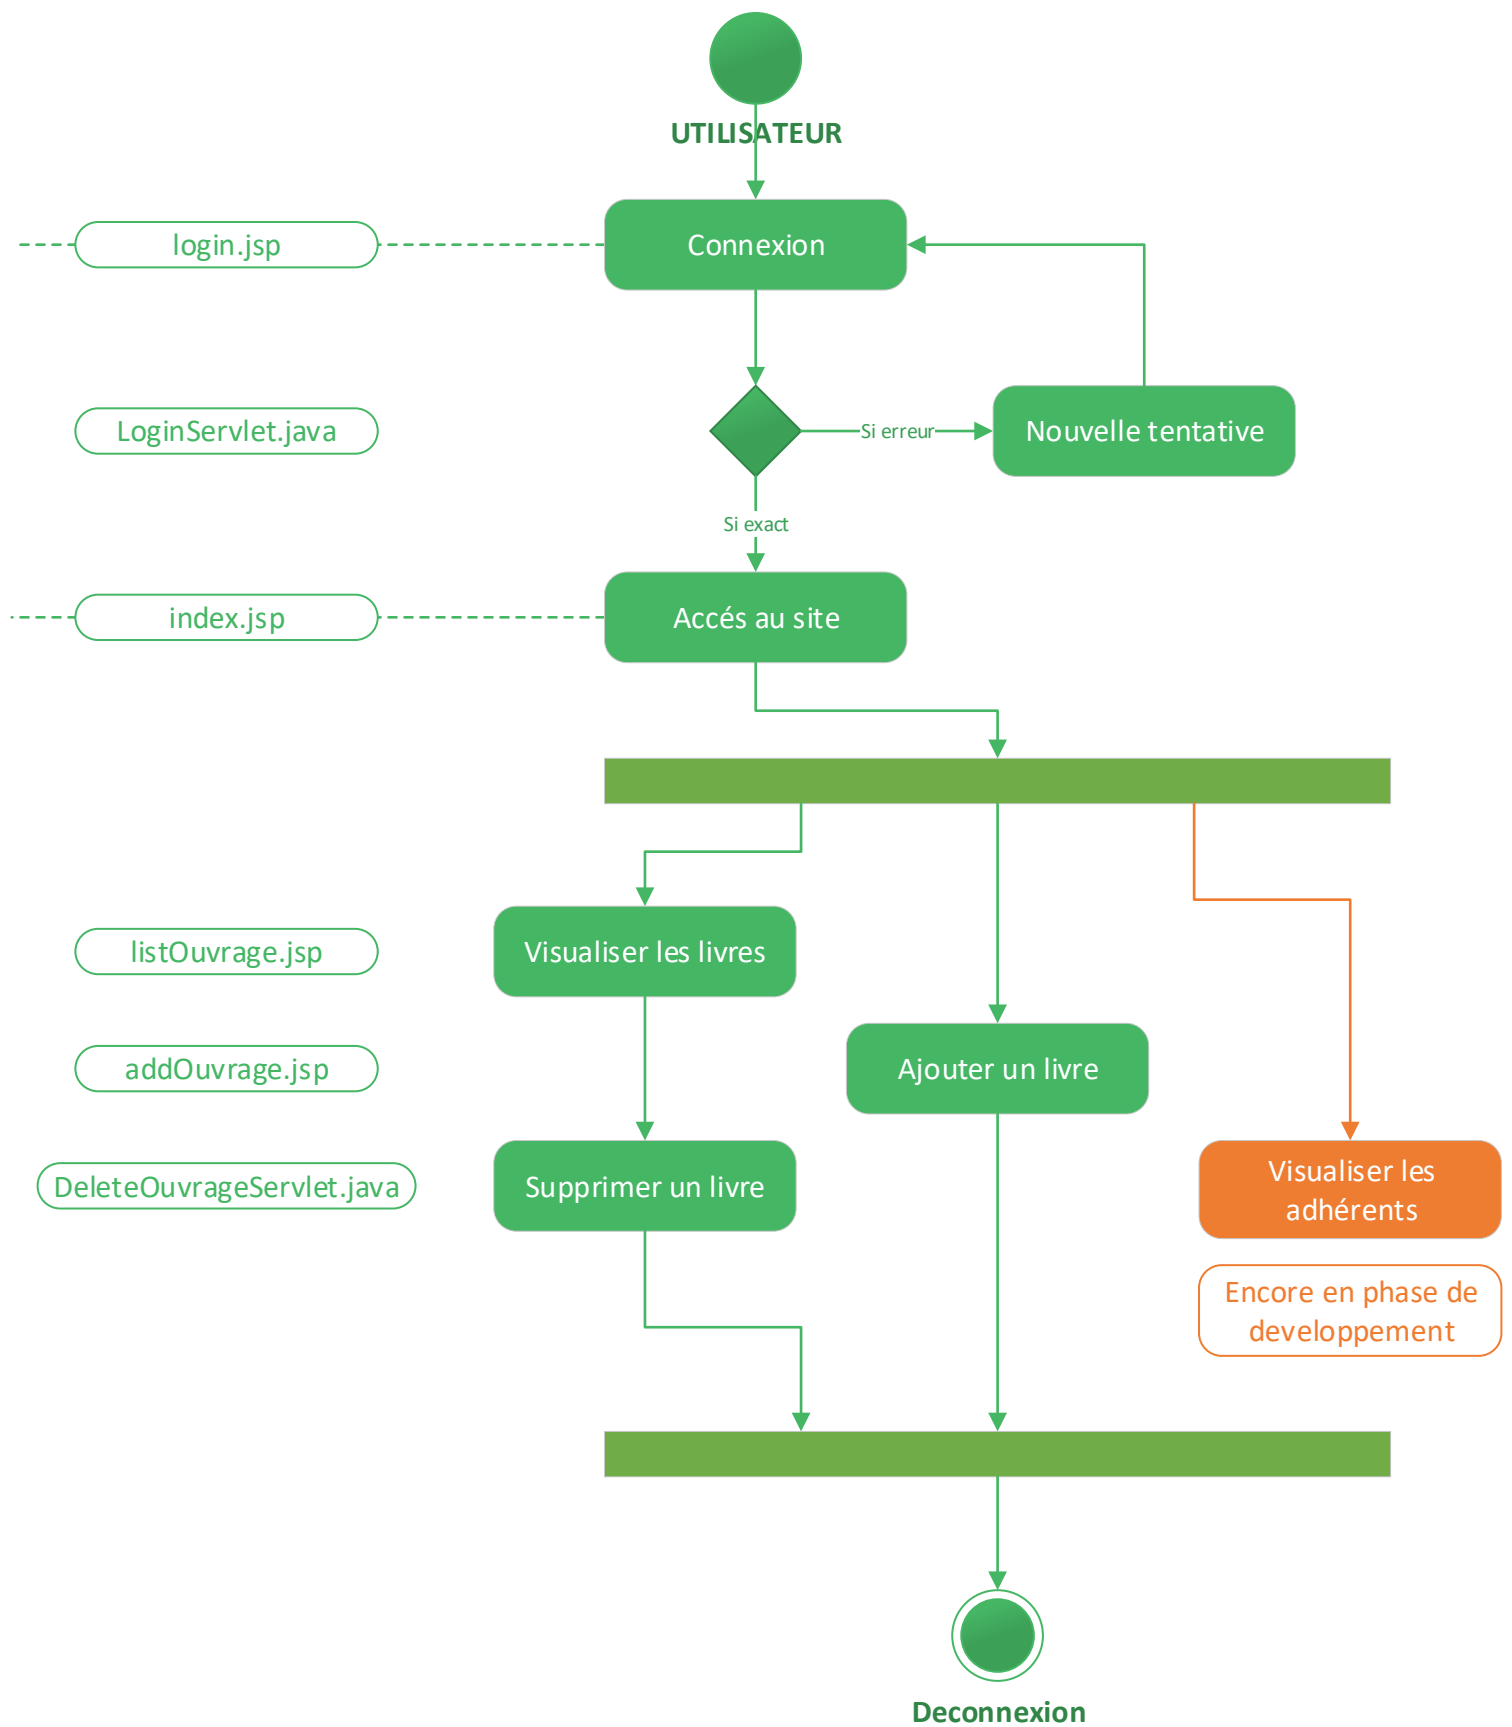 UTILISATEUR
login.jsp
Connexion
LoginServlet.java
Si erreur
Nouvelle tentative
Si exact
index.jsp
Accés au site
listOuvrage.jsp
Visualiser les livres
addOuvrage.jsp
Ajouter un livre
DeleteOuvrageServlet.java
Supprimer un livre
Visualiser les
adhérents
Encore en phase de
developpement
Deconnexion